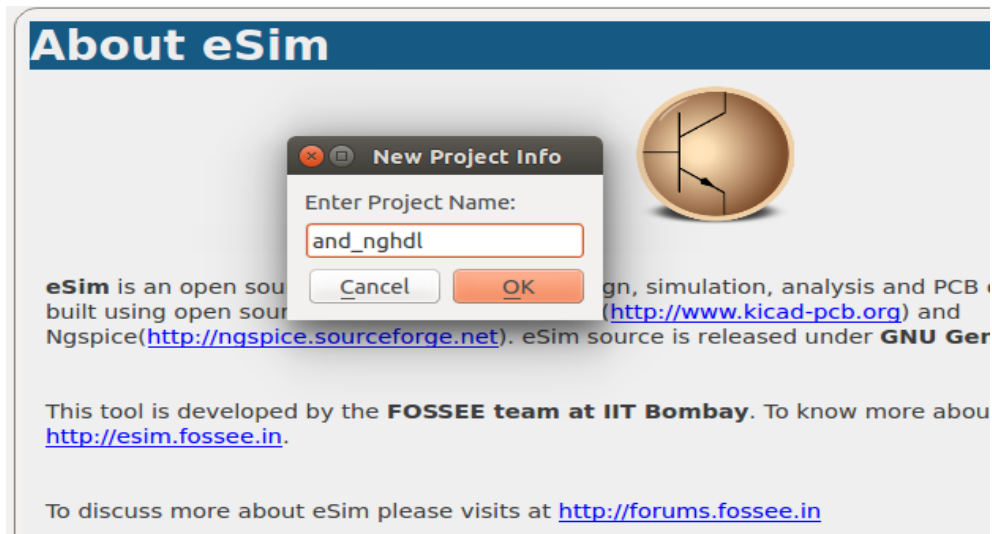 About eSim
New Project Info
Enter Project Name:
and_nghdl
Cancel OK
eSim is an open sou gn, simulation, analysis and PCB
built using open sour (http://www.kicad-pcb.org) and
Ngspice(http://ngspice.sourceforge.net). eSim source is released under GNU Gen
This tool is developed by the FOSSEE team at IIT Bombay. To know more abou
http://esim.fossee.in.
To discuss more about eSim please visits at http://forums.fossee.in